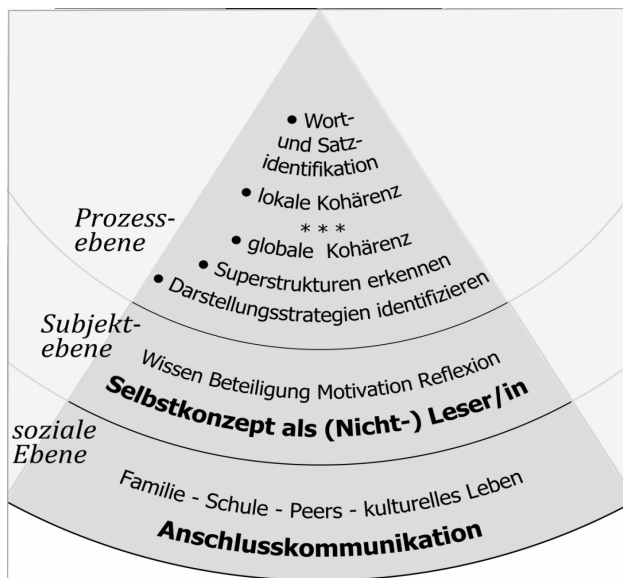 • Wort-
und Satz-
identifikation
• lokale Kohärenz
* * *
• globale Kohärenz
• Superstrukturen erkennen
• Darstellungsstrategien identifizieren
Prozess-
ebene
Subjekt-
ebene
Wissen Beteiligung Motivation Reflexion
Selbstkonzept als (Nicht-) Leser/in
soziale
Ebene
Familie - Schule - Peers - kulturelles Leben
Anschlusskommunikation